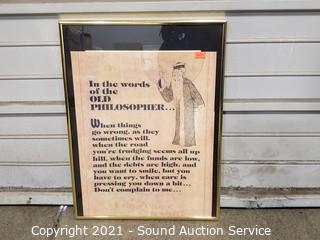 In the words
of the
OLD
PHILOSOPHER...
When things
go wrong, as they
sometimes will,
when the road
you're trudging seems all up
hill, when the funds are low,
and the debts are high, and
you want to smile, but you
have to cry, when care is
pressing you down a bit...
Don't complain to me...
Copyright 2021 - Sound Auction Service